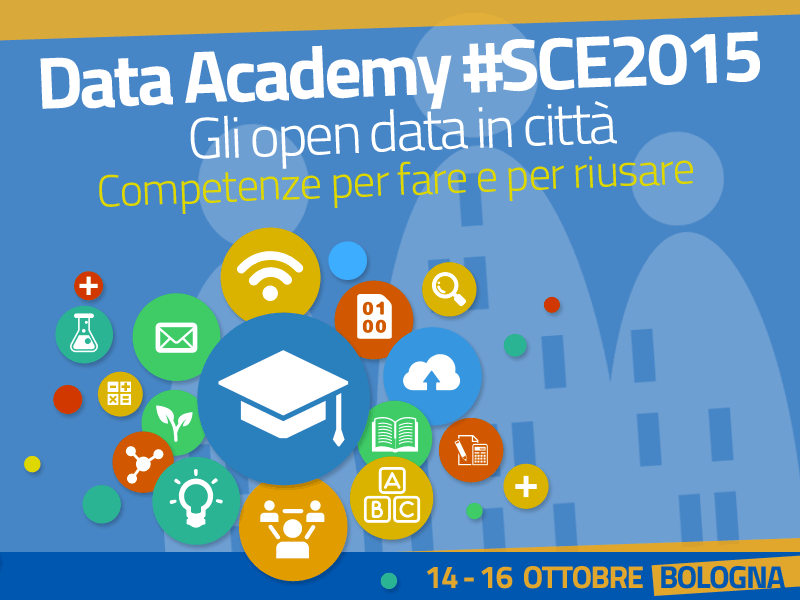 Data Academy #SCE2015
Gli open data in città
Competenze per fare e per riusare
01
00
A
B C
14 - 16 OTTOBRE BOLOGNA